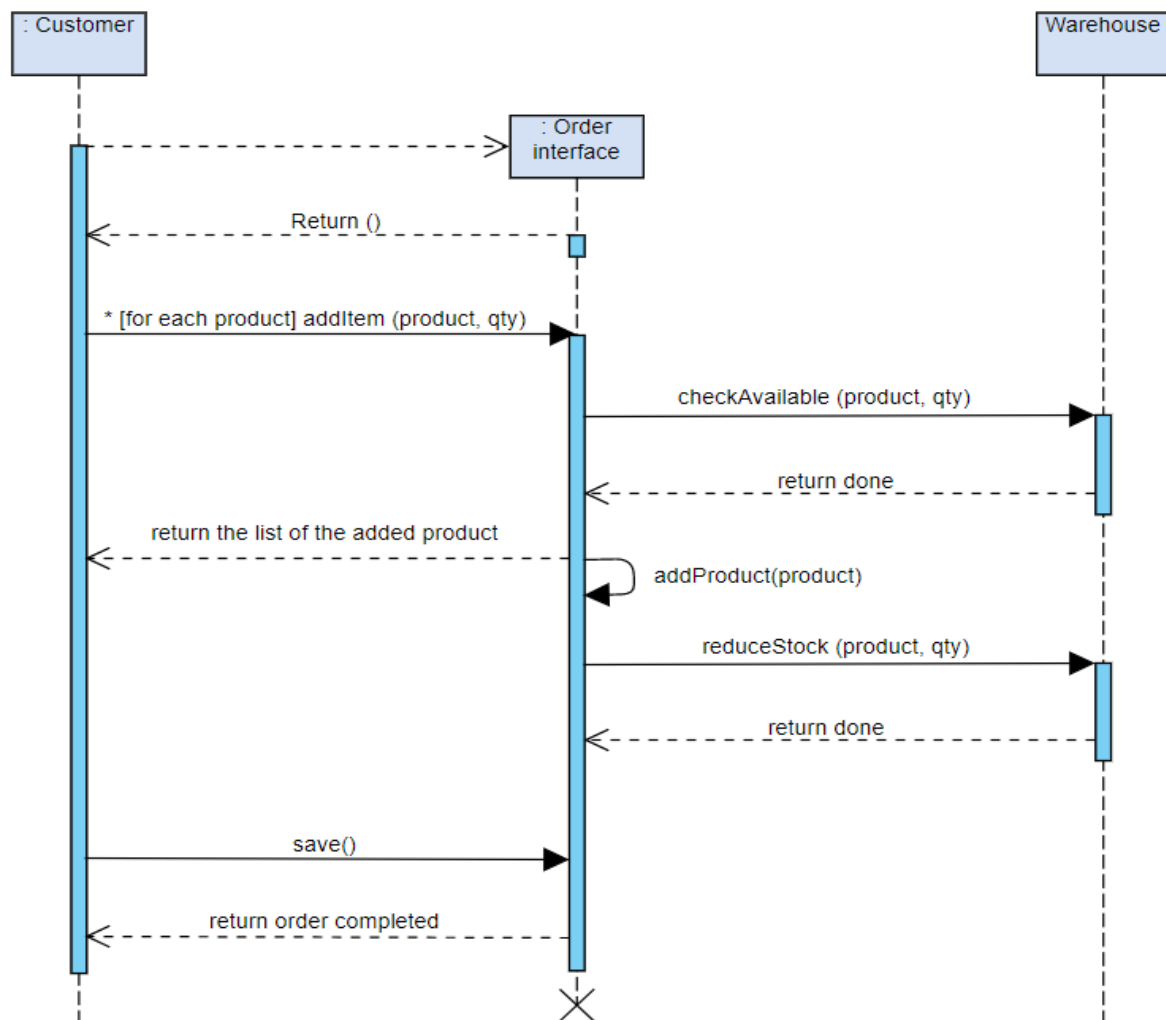 : Customer
Warehouse
: Order
interface
Return ()
* [for each product] addItem (product, qty)
checkAvailable (product, qty)
return done
return the list of the added product
addProduct(product)
reduceStock (product, qty)
return done
save()
return order completed